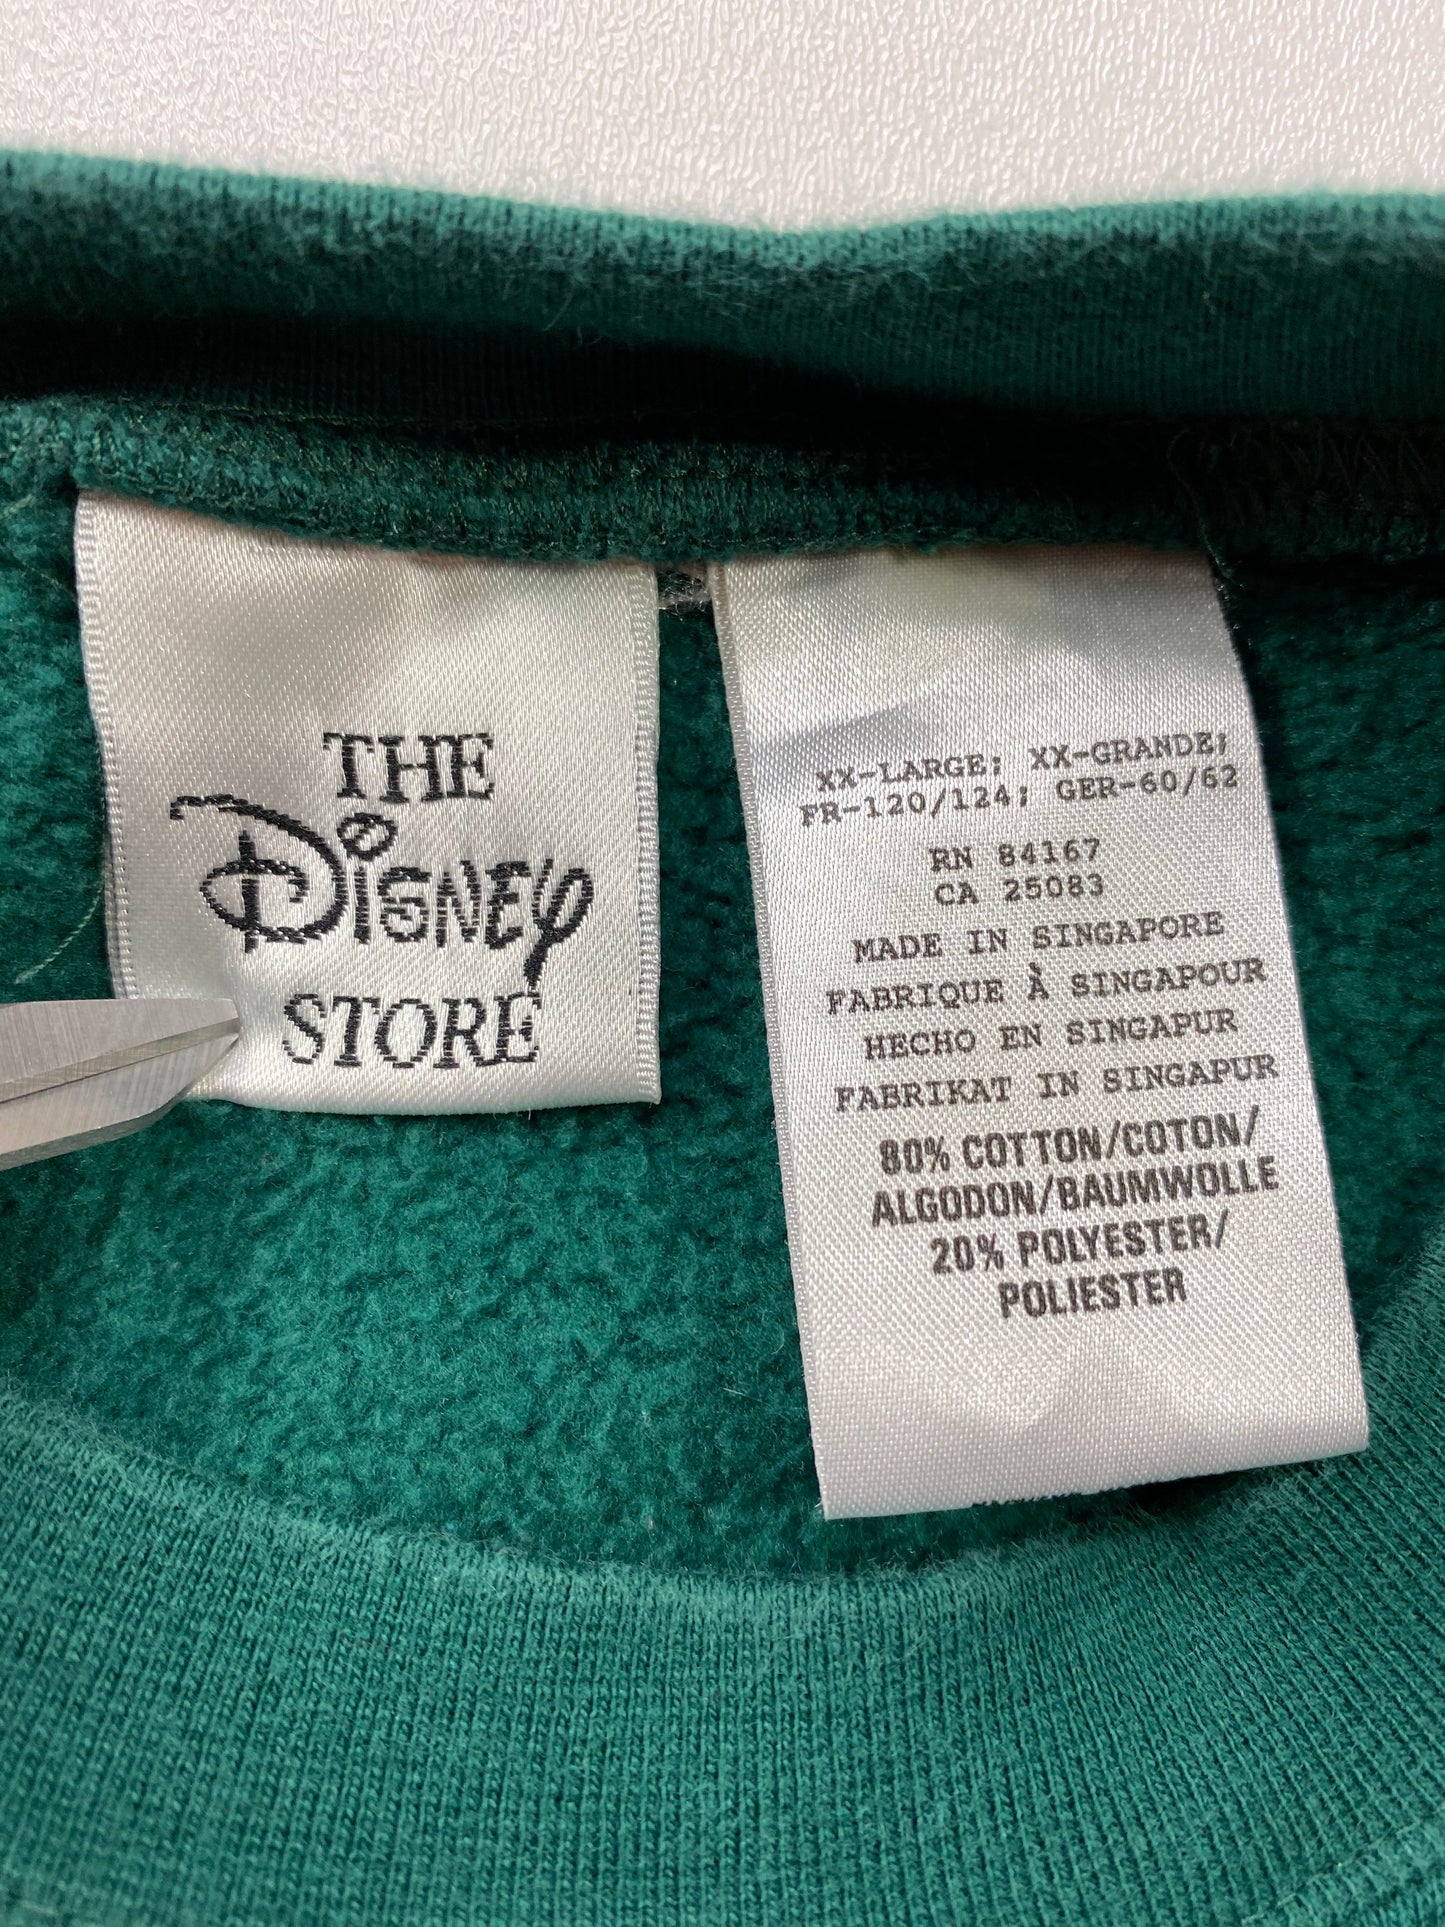 THE
Disney
STORE
XX-LARGE; XX-GRANDE;
FR-120/124; GER-60/62
RN 84167
CA 25083
MADE IN SINGAPORE
FABRIQUE À SINGAPOUR
HECHO EN SINGAPUR
FABRIKAT IN SINGAPUR
80% COTTON/COTON/
ALGODON/BAUMWOLLE
20% POLYESTER/
POLIESTER